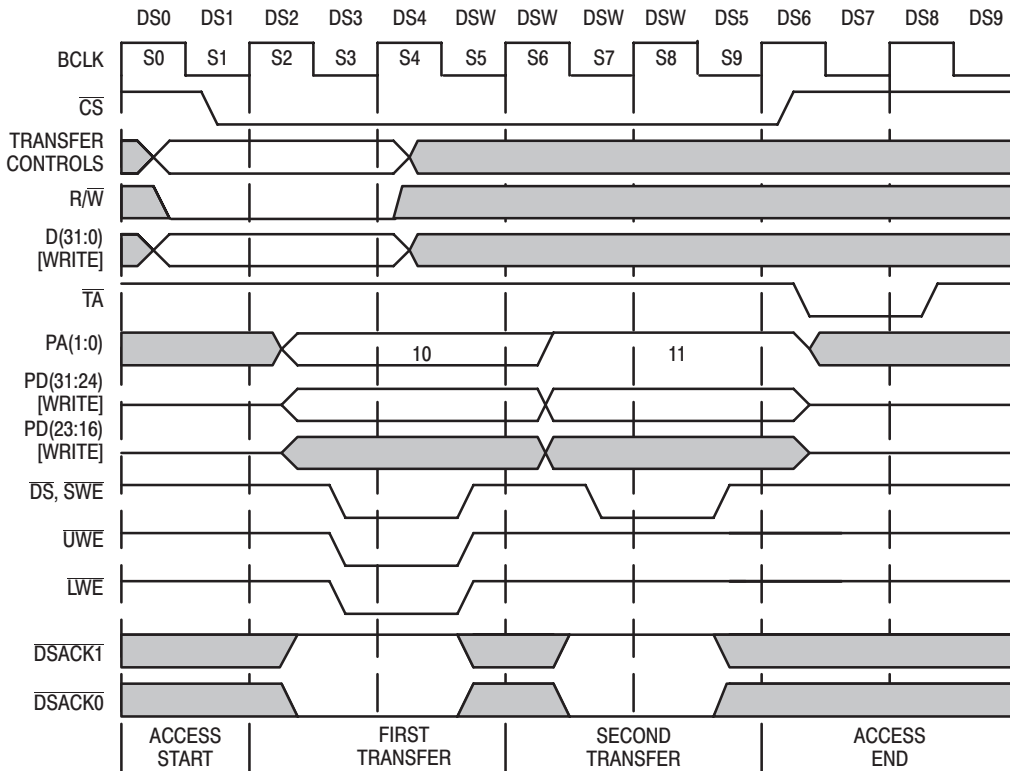 DS0 DS1 DS2 DS3 DS4 DSW DSW DSW DSW DS5 DS6 DS7 DS8 DS9
BCLK S0 S1 S2 S3 S4 S5 S6 S7 S8 S9
CS
TRANSFER
CONTROLS
R/W
D(31:0)
[WRITE]
TA
PA(1:0) 10 11
PD(31:24)
[WRITE]
PD(23:16)
[WRITE]
DS, SWE
UWE
LWE
DSACK1
DSACK0
ACCESS FIRST SECOND ACCESS
START TRANSFER TRANSFER END